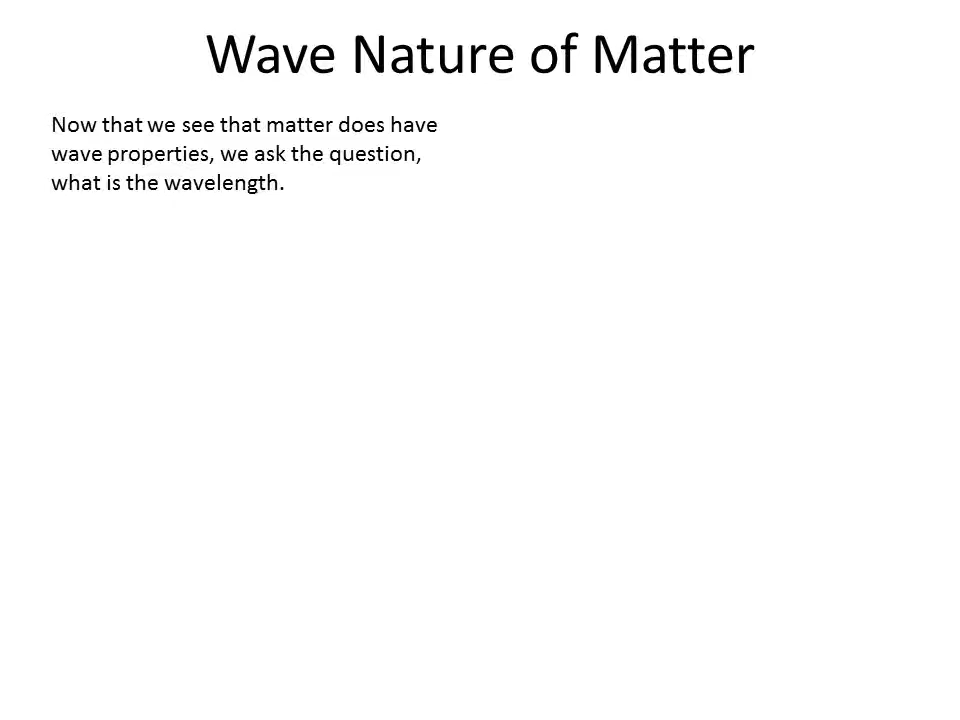 Wave Nature of Matter
Now that we see that matter does have
wave properties, we ask the question,
what is the wavelength.